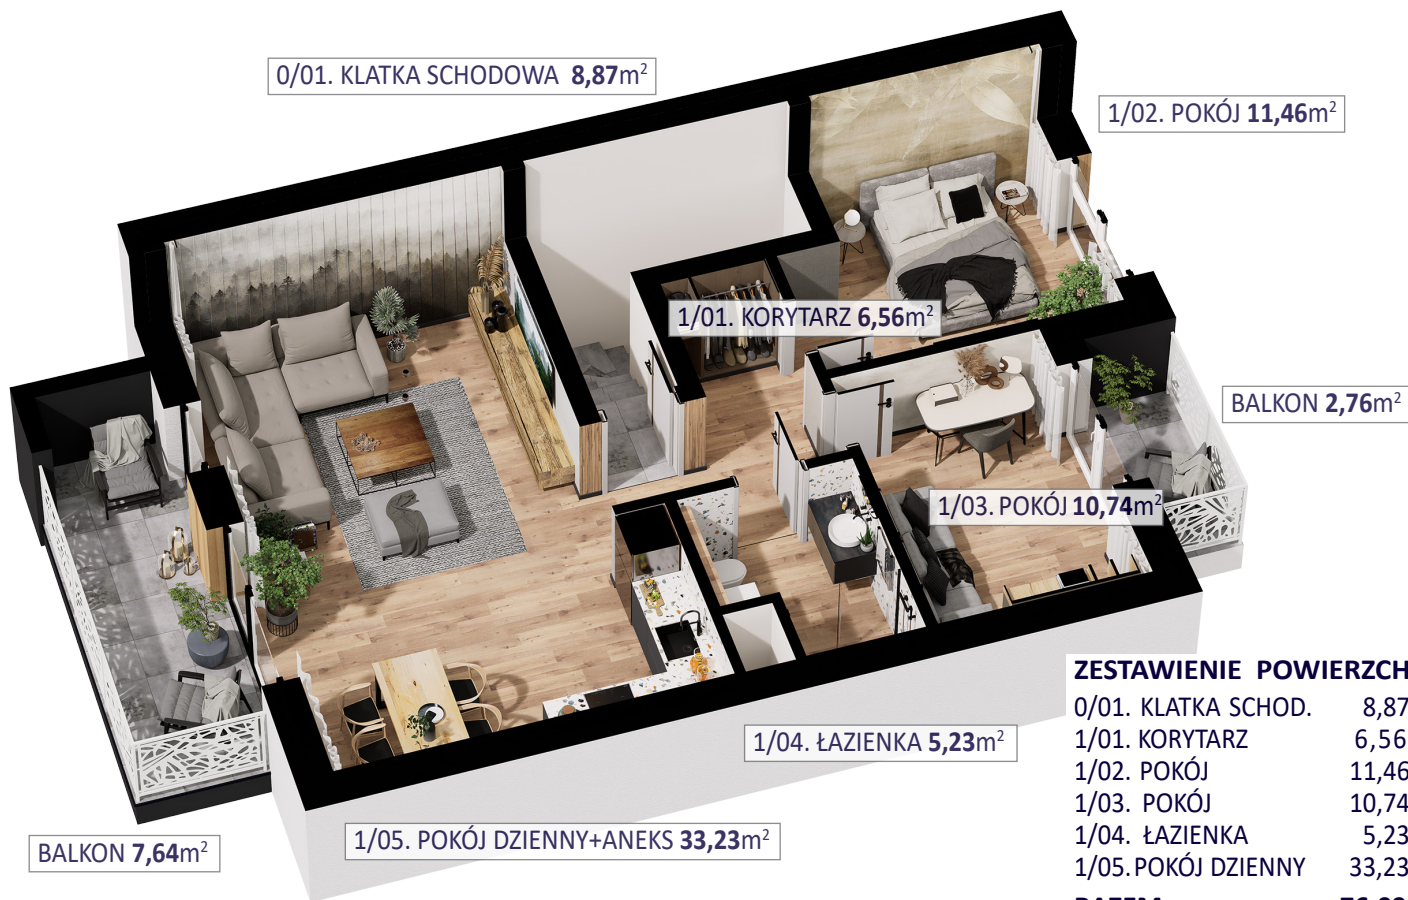 0/01. KLATKA SCHODOWA 8,87m²
1/02. POKÓJ 11,46m²
1/01. KORYTARZ 6,56m²
BALKON 2,76m²
1/03. POKÓJ 10,74m²
1/04. ŁAZIENKA 5,23m²
1/05. POKÓJ DZIENNY+ANEKS 33,23m²
BALKON 7,64m²
ZESTAWIENIE POWIERZCH
0/01. KLATKA SCHOD. 8,87
1/01. KORYTARZ 6,56
1/02. POKÓJ 11,46
1/03. POKÓJ 10,74
1/04. ŁAZIENKA 5,23
1/05. POKÓJ DZIENNY 33,23